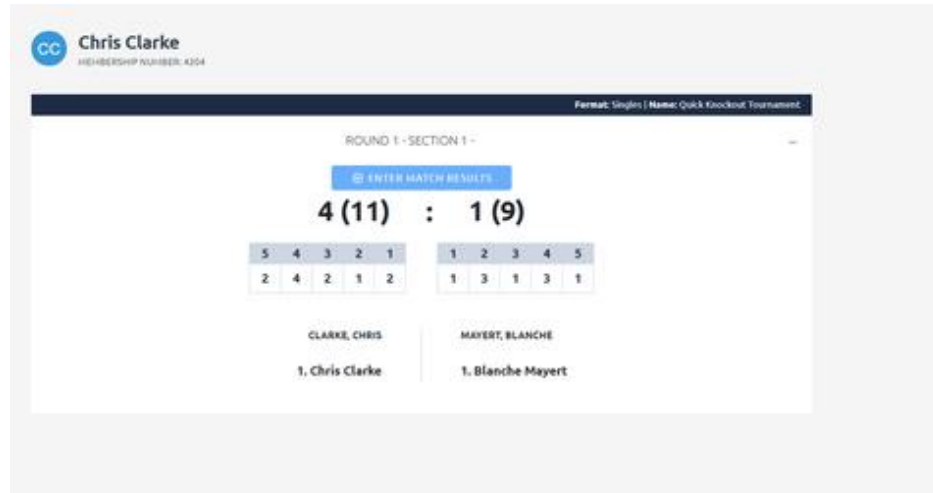 CC
Chris Clarke
MEMBERSHIP NUMBER: 4204
Format: Singles | Name: Quick Knockout Tournament
ROUND 1 - SECTION 1 -
ENTER MATCH RESULTS
4 (11) : 1 (9)
5 4 3 2 1 1 2 3 4 5
2 4 2 1 2 1 3 1 3 1
CLARKE, CHRIS MAYERT, BLANCHE
1. Chris Clarke 1. Blanche Mayert